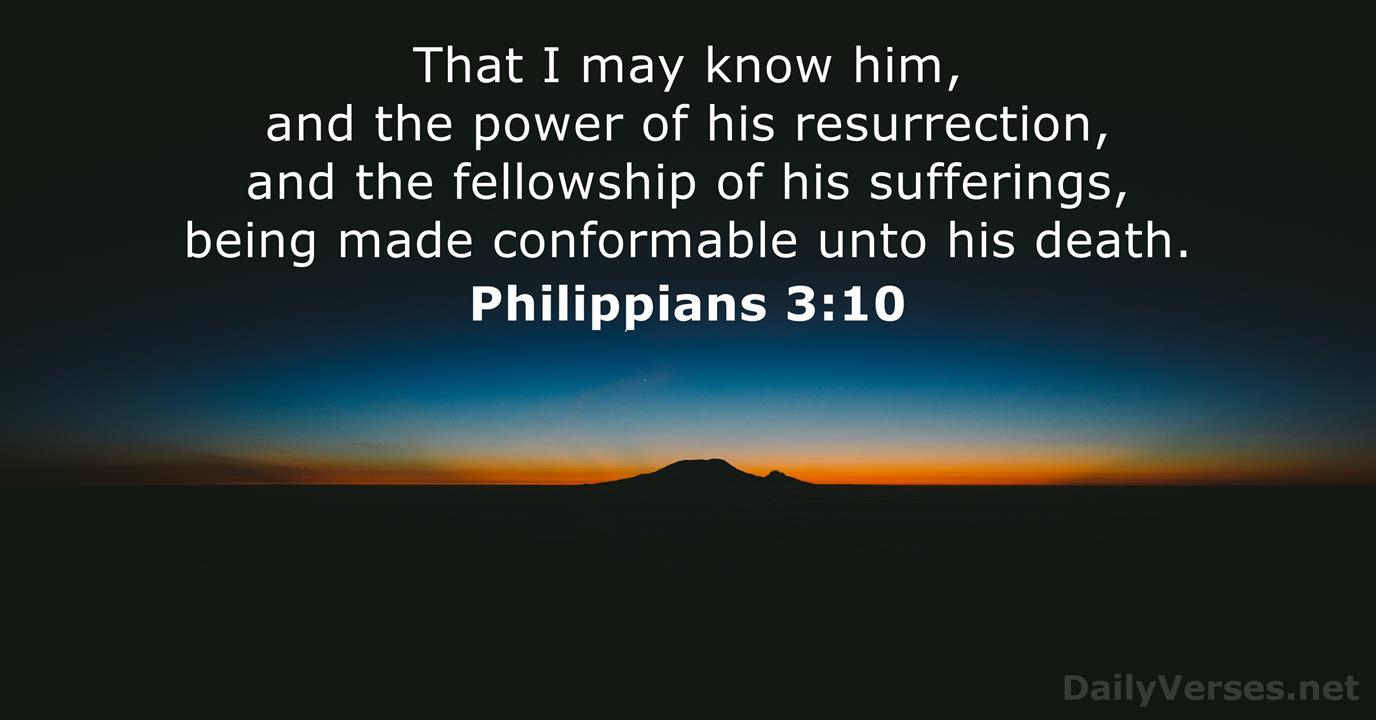 That I may know him,
and the power of his resurrection,
and the fellowship of his sufferings,
being made conformable unto his death.
Philippians 3:10
DailyVerses.net